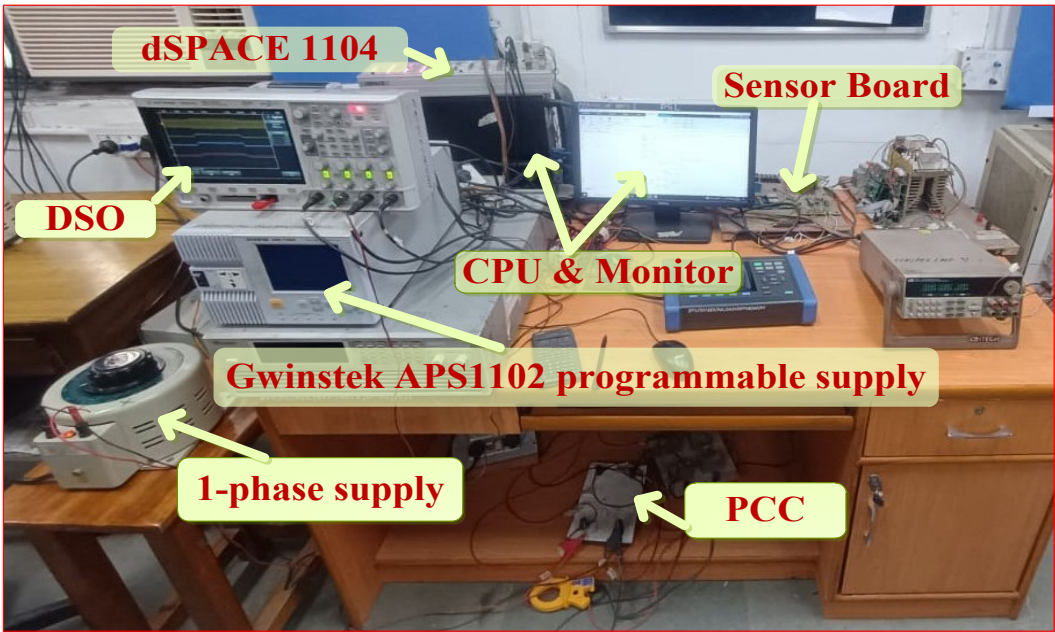 dSPACE 1104
Sensor Board
DSO
CPU & Monitor
Gwinstek APS1102 programmable supply
1-phase supply
PCC